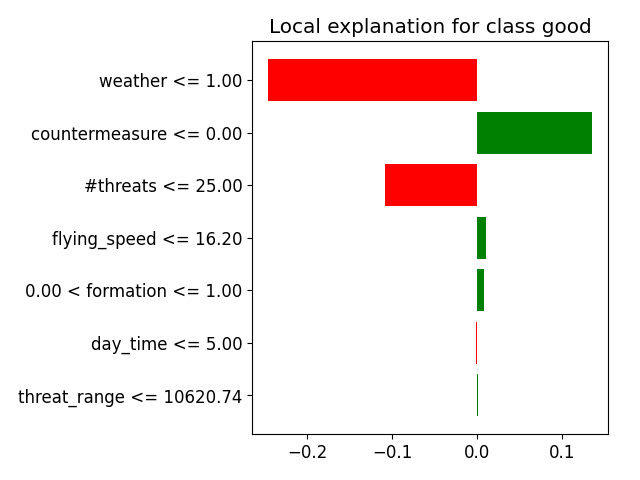 Local explanation for class good
weather <= 1.00
countermeasure <= 0.00
#threats <= 25.00
flying_speed <= 16.20
0.00 < formation <= 1.00
day_time <= 5.00
threat_range <= 10620.74
−0.2 −0.1 0.0 0.1